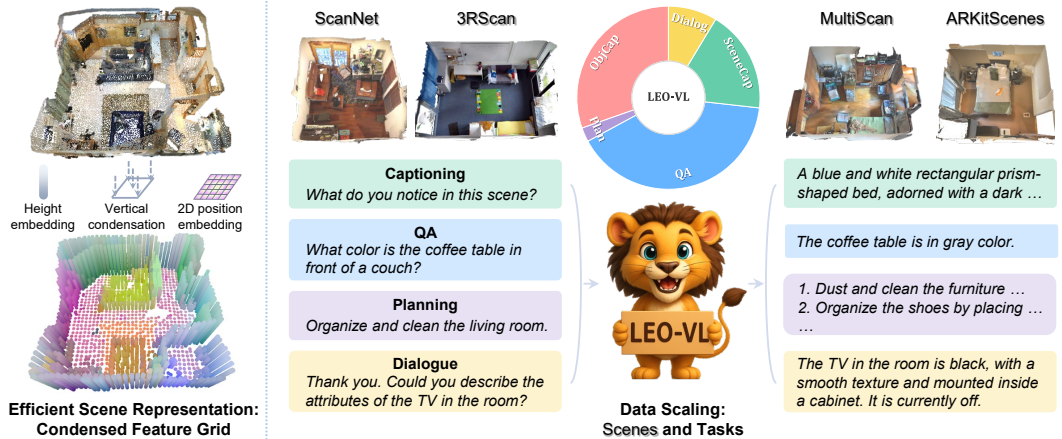 Height
embedding
Vertical
condensation
2D position
embedding
Efficient Scene Representation:
Condensed Feature Grid
ScanNet
3RScan
Dialog
SceneCap
ObjCap
LEO-VL
Plan
QA
MultiScan
ARKitScenes
Captioning
What do you notice in this scene?
QA
What color is the coffee table in
front of a couch?
Planning
Organize and clean the living room.
Dialogue
Thank you. Could you describe the
attributes of the TV in the room?
LEO-VL
Data Scaling:
Scenes and Tasks
A blue and white rectangular prism-
shaped bed, adorned with a dark …
The coffee table is in gray color.
1. Dust and clean the furniture …
2. Organize the shoes by placing …
…
The TV in the room is black, with a
smooth texture and mounted inside
a cabinet. It is currently off.